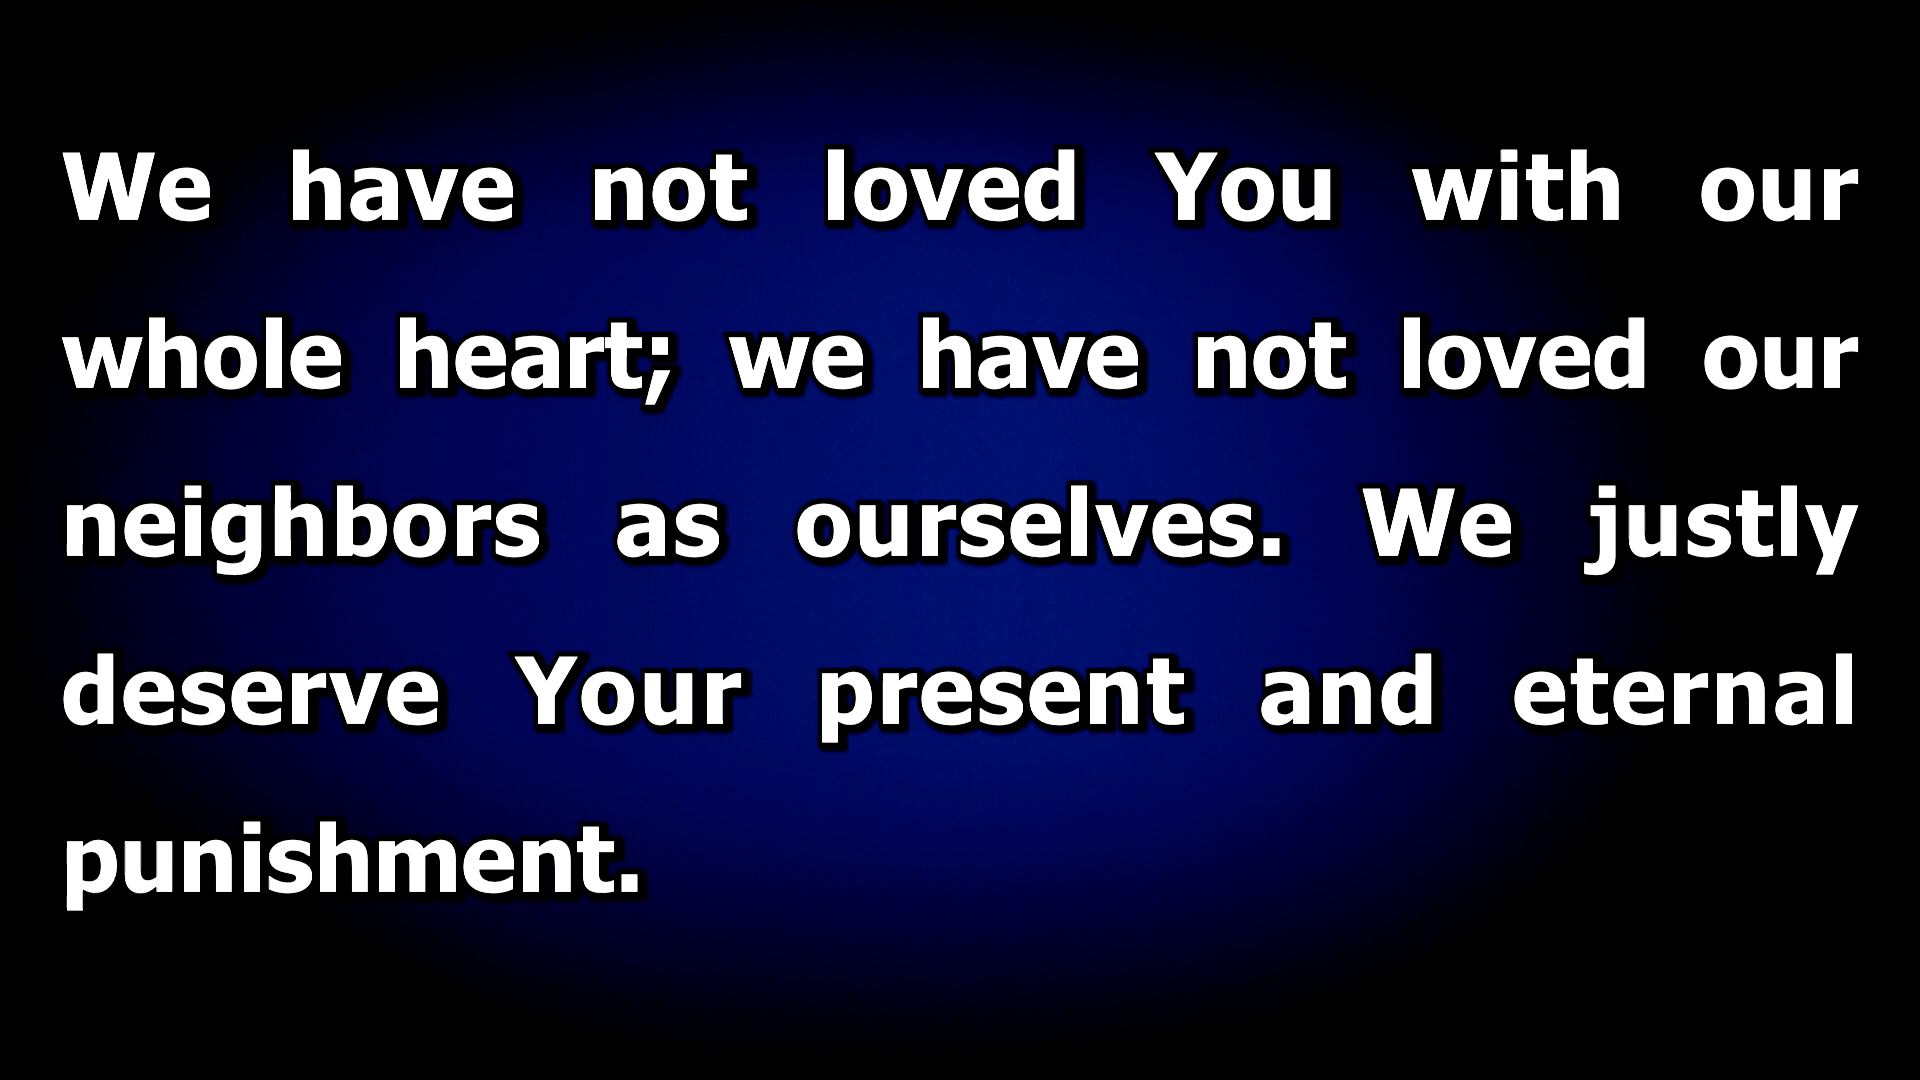 We have not loved You with our
whole heart; we have not loved our
neighbors as ourselves. We justly
deserve Your present and eternal
punishment.